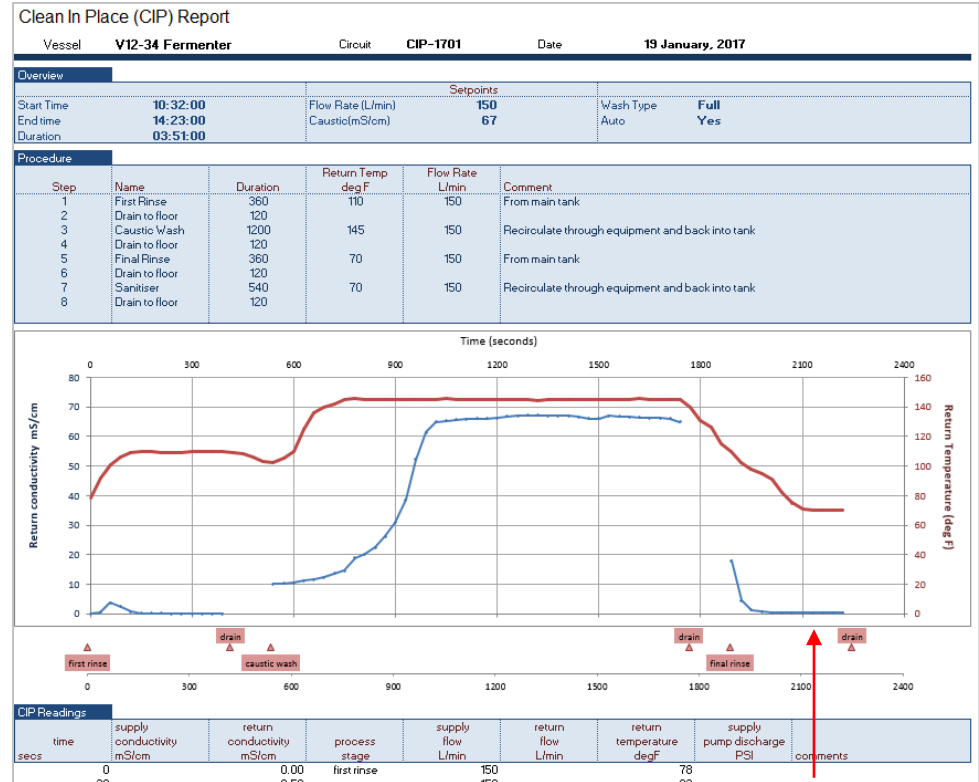 Clean In Place (CIP) Report
Vessel V12-34 Fermenter Circuit CIP-1701 Date 19 January, 2017
Overview
Setpoints
Start Time 10:32:00 Flow Rate (L/min) 150 Wash Type Full
End time 14:23:00 Caustic(mS/cm) 67 Auto Yes
Duration 03:51:00
Procedure
Return Temp Flow Rate
Step Name Duration deg F L/min Comment
1 First Rinse 360 110 150 From main tank
2 Drain to floor 120
3 Caustic Wash 1200 145 150 Recirculate through equipment and back into tank
4 Drain to floor 120
5 Final Rinse 360 70 150 From main tank
6 Drain to floor 120
7 Sanitiser 540 70 150 Recirculate through equipment and back into tank
8 Drain to floor 120
Time (seconds)
0 300 600 900 1200 1500 1800 2100 2400
80 160
70 140
60 120
50 100
40 80
30 60
20 40
10 20
0 0
Return conductivity mS/cm
Return Temperature (deg F)
drain drain drain
first rinse caustic wash final rinse
0 300 600 900 1200 1500 1800 2100 2400
CIP Readings
supply return supply return return supply
time conductivity conductivity process flow flow temperature pump discharge
secs mS/cm mS/cm stage L/min L/min degF PSI comments
0 0.00 first rinse 150 78